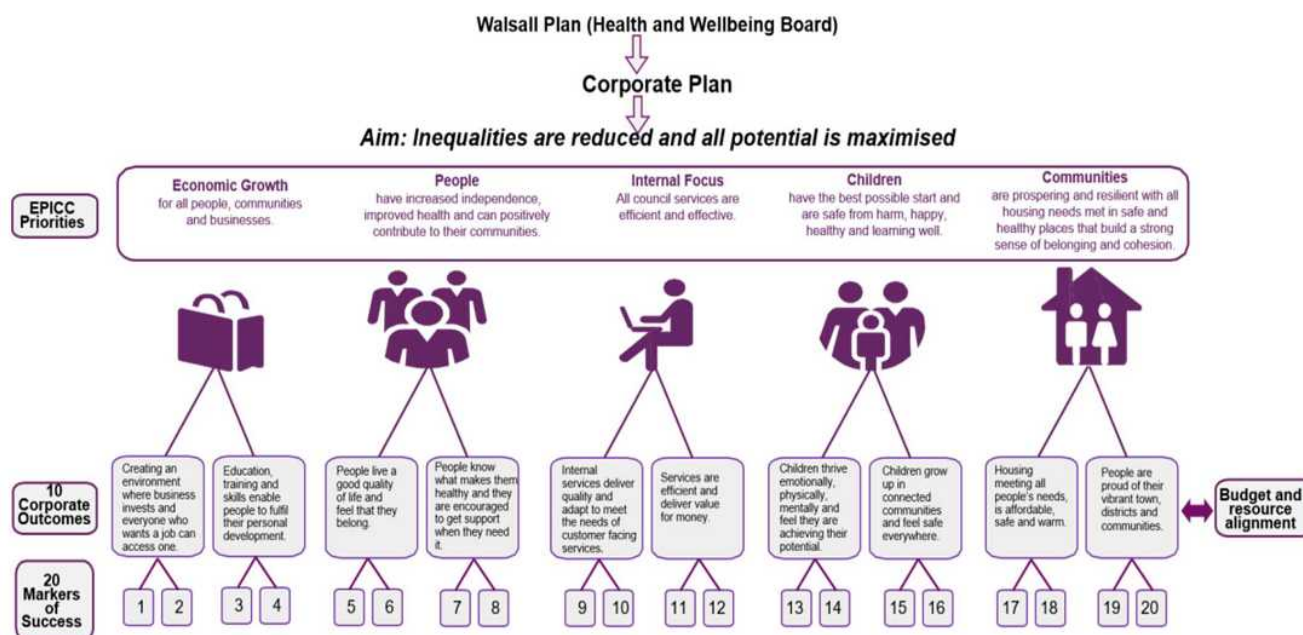 Walsall Plan (Health and Wellbeing Board)
Corporate Plan
Aim: Inequalities are reduced and all potential is maximised
EPICC
Priorities
Economic Growth
for all people, communities
and businesses.
People
have increased independence,
improved health and can positively
contribute to their communities.
Internal Focus
All council services are
efficient and effective.
Children
have the best possible start and
are safe from harm, happy,
healthy and learning well.
Communities
are prospering and resilient with all
housing needs met in safe and
healthy places that build a strong
sense of belonging and cohesion.
10
Corporate
Outcomes
Creating an
environment
where business
invests and
everyone who
wants a job can
access one.
Education,
training and
skills enable
people to fulfil
their personal
development.
People live a
good quality
of life and
feel that they
belong.
People know
what makes them
healthy and they
are encouraged
to get support
when they need
it.
Internal
services deliver
quality and
adapt to meet
the needs of
customer facing
services.
Services are
efficient and
deliver value
for money.
Children thrive
emotionally,
physically,
mentally and
feel they are
achieving their
potential.
Children grow
up in
connected
communities
and feel safe
everywhere.
Housing
meeting all
people's needs,
is affordable,
safe and warm.
People are
proud of their
vibrant town,
districts and
communities.
Budget and
resource
alignment
20
Markers
of
Success
1 2 3 4 5 6 7 8 9 10 11 12 13 14 15 16 17 18 19 20